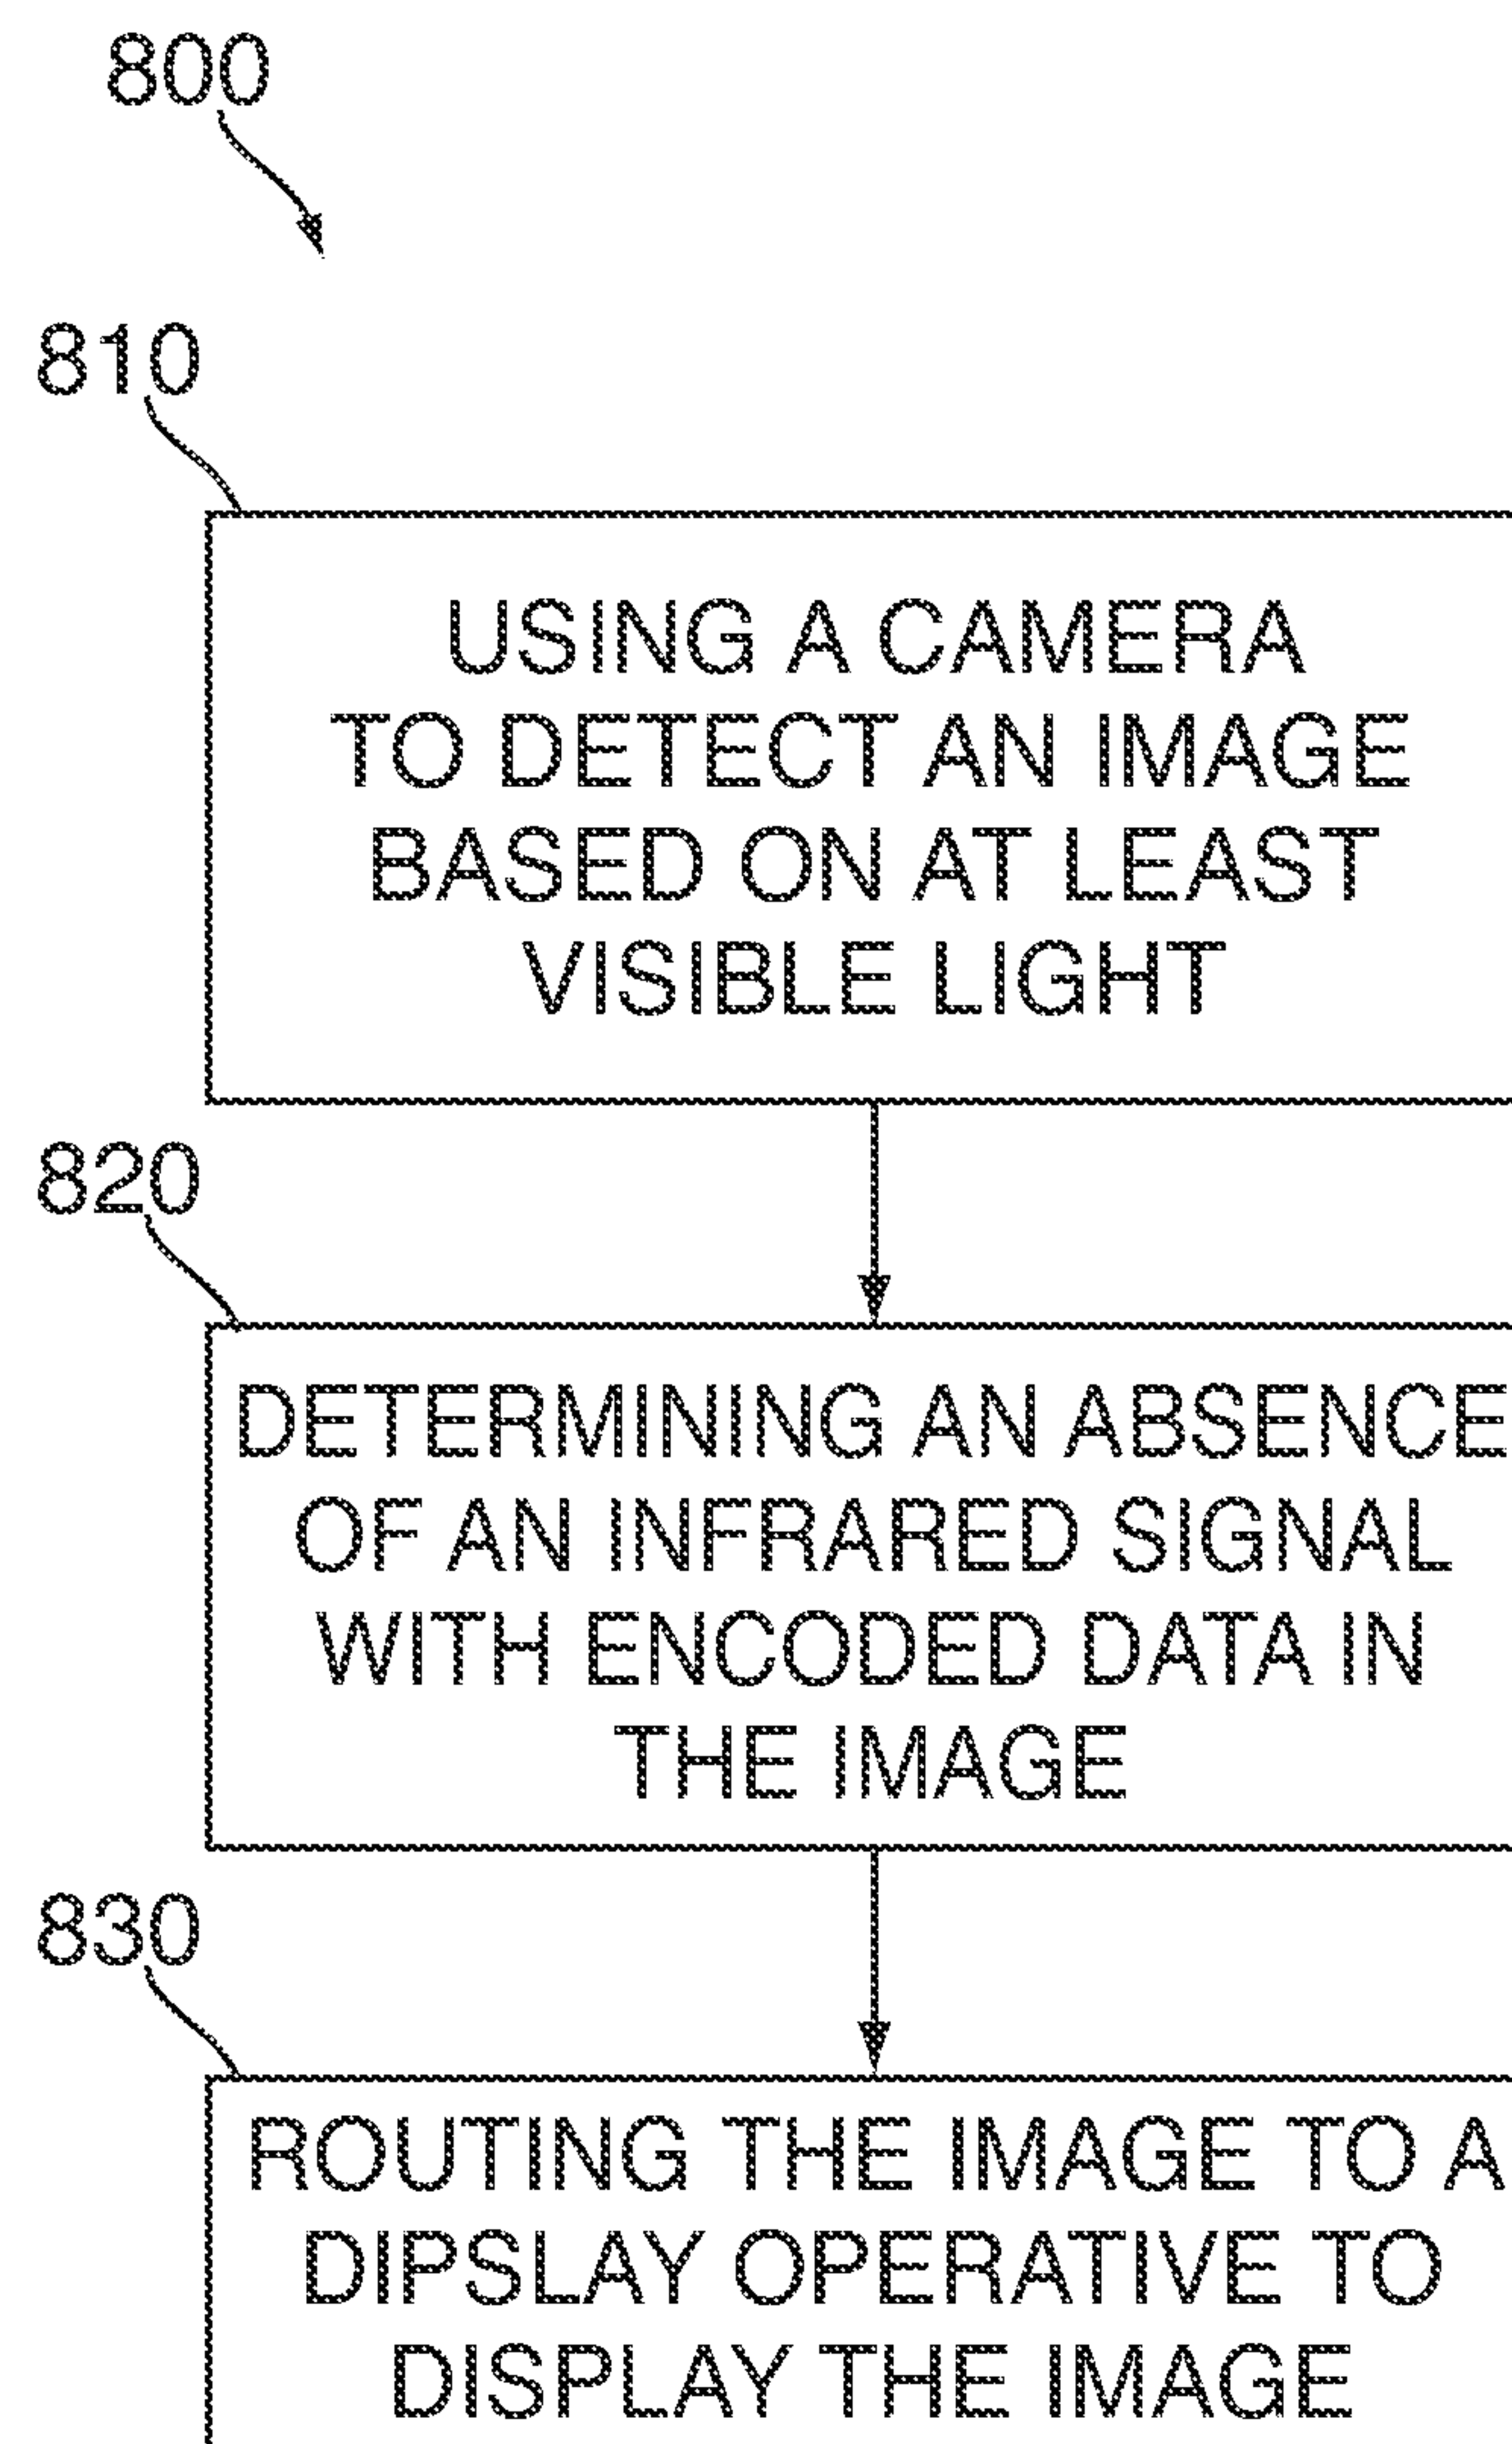 800
810
USING A CAMERA
TO DETECT AN IMAGE
BASED ON AT LEAST
VISIBLE LIGHT
820
DETERMINING AN ABSENCE
OF AN INFRARED SIGNAL
WITH ENCODED DATA IN
THE IMAGE
830
ROUTING THE IMAGE TO A
DIPSLAY OPERATIVE TO
DISPLAY THE IMAGE